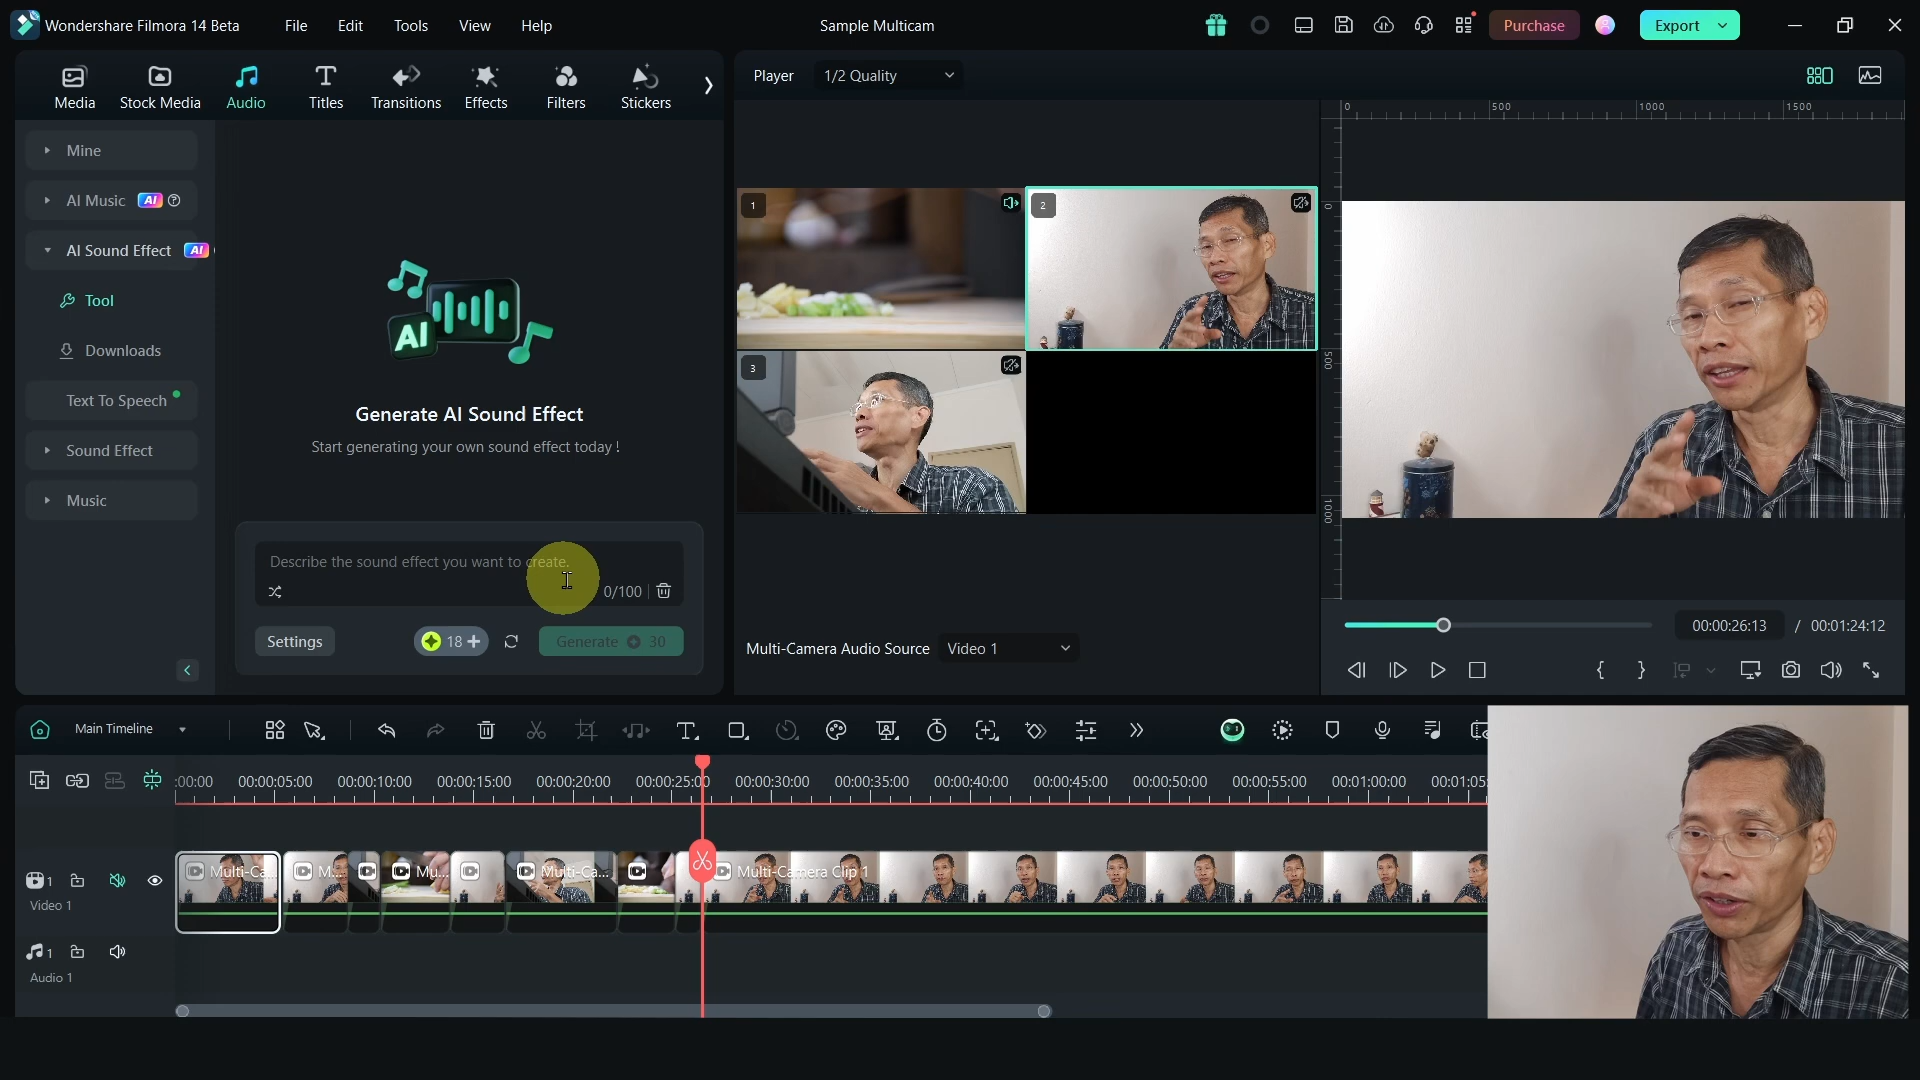 Wondershare Filmora 14 Beta File Edit Tools View Help Sample Multicam Purchase Export
Media Stock Media Audio Titles Transitions Effects Filters Stickers
Player 1/2 Quality
Mine
AI Music AI
AI Sound Effect AI
Tool
Downloads
Text To Speech
Sound Effect
Music
AI
Generate AI Sound Effect
Start generating your own sound effect today !
Describe the sound effect you want to create.
0/100
Settings 18 Generate 30
1
2
3
Multi-Camera Audio Source Video 1
0 500 1000 1500
0
500
1000
00:00:26:13 / 00:01:24:12
Main Timeline
:00:00 00:00:05:00 00:00:10:00 00:00:15:00 00:00:20:00 00:00:25:00 00:00:30:00 00:00:35:00 00:00:40:00 00:00:45:00 00:00:50:00 00:00:55:00 00:01:00:00 00:01:05:
Multi-Ca... M... Mu... Multi-Ca... Multi-Camera Clip 1
1
Video 1
1
Audio 1